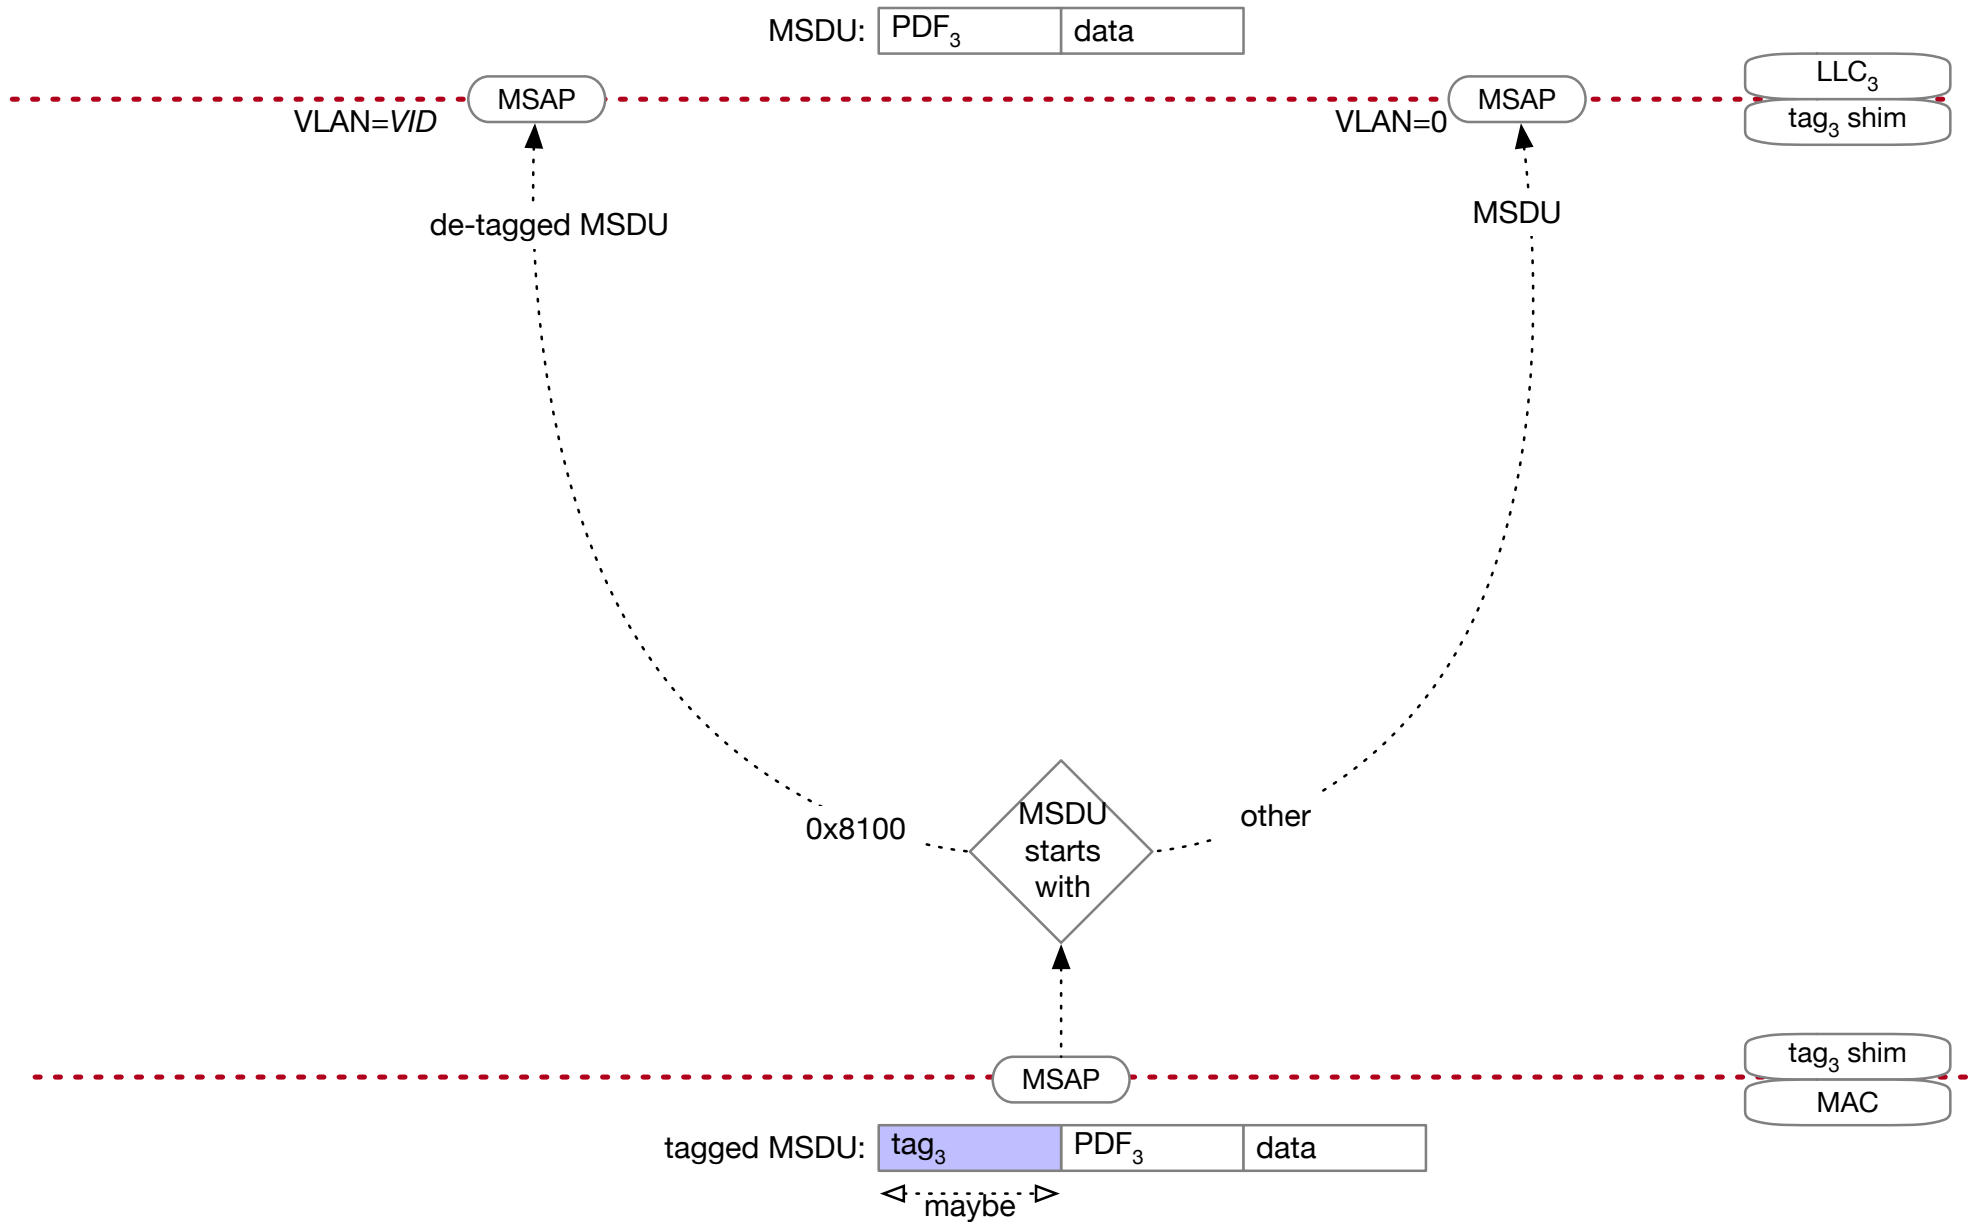 MSDU: PDF₃ data
MSAP
MSAP
LLC₃
VLAN=VID
VLAN=0
tag₃ shim
de-tagged MSDU
MSDU
0x8100
MSDU
starts
with
other
tag₃ shim
MSAP
MAC
tagged MSDU: tag₃ PDF₃ data
maybe